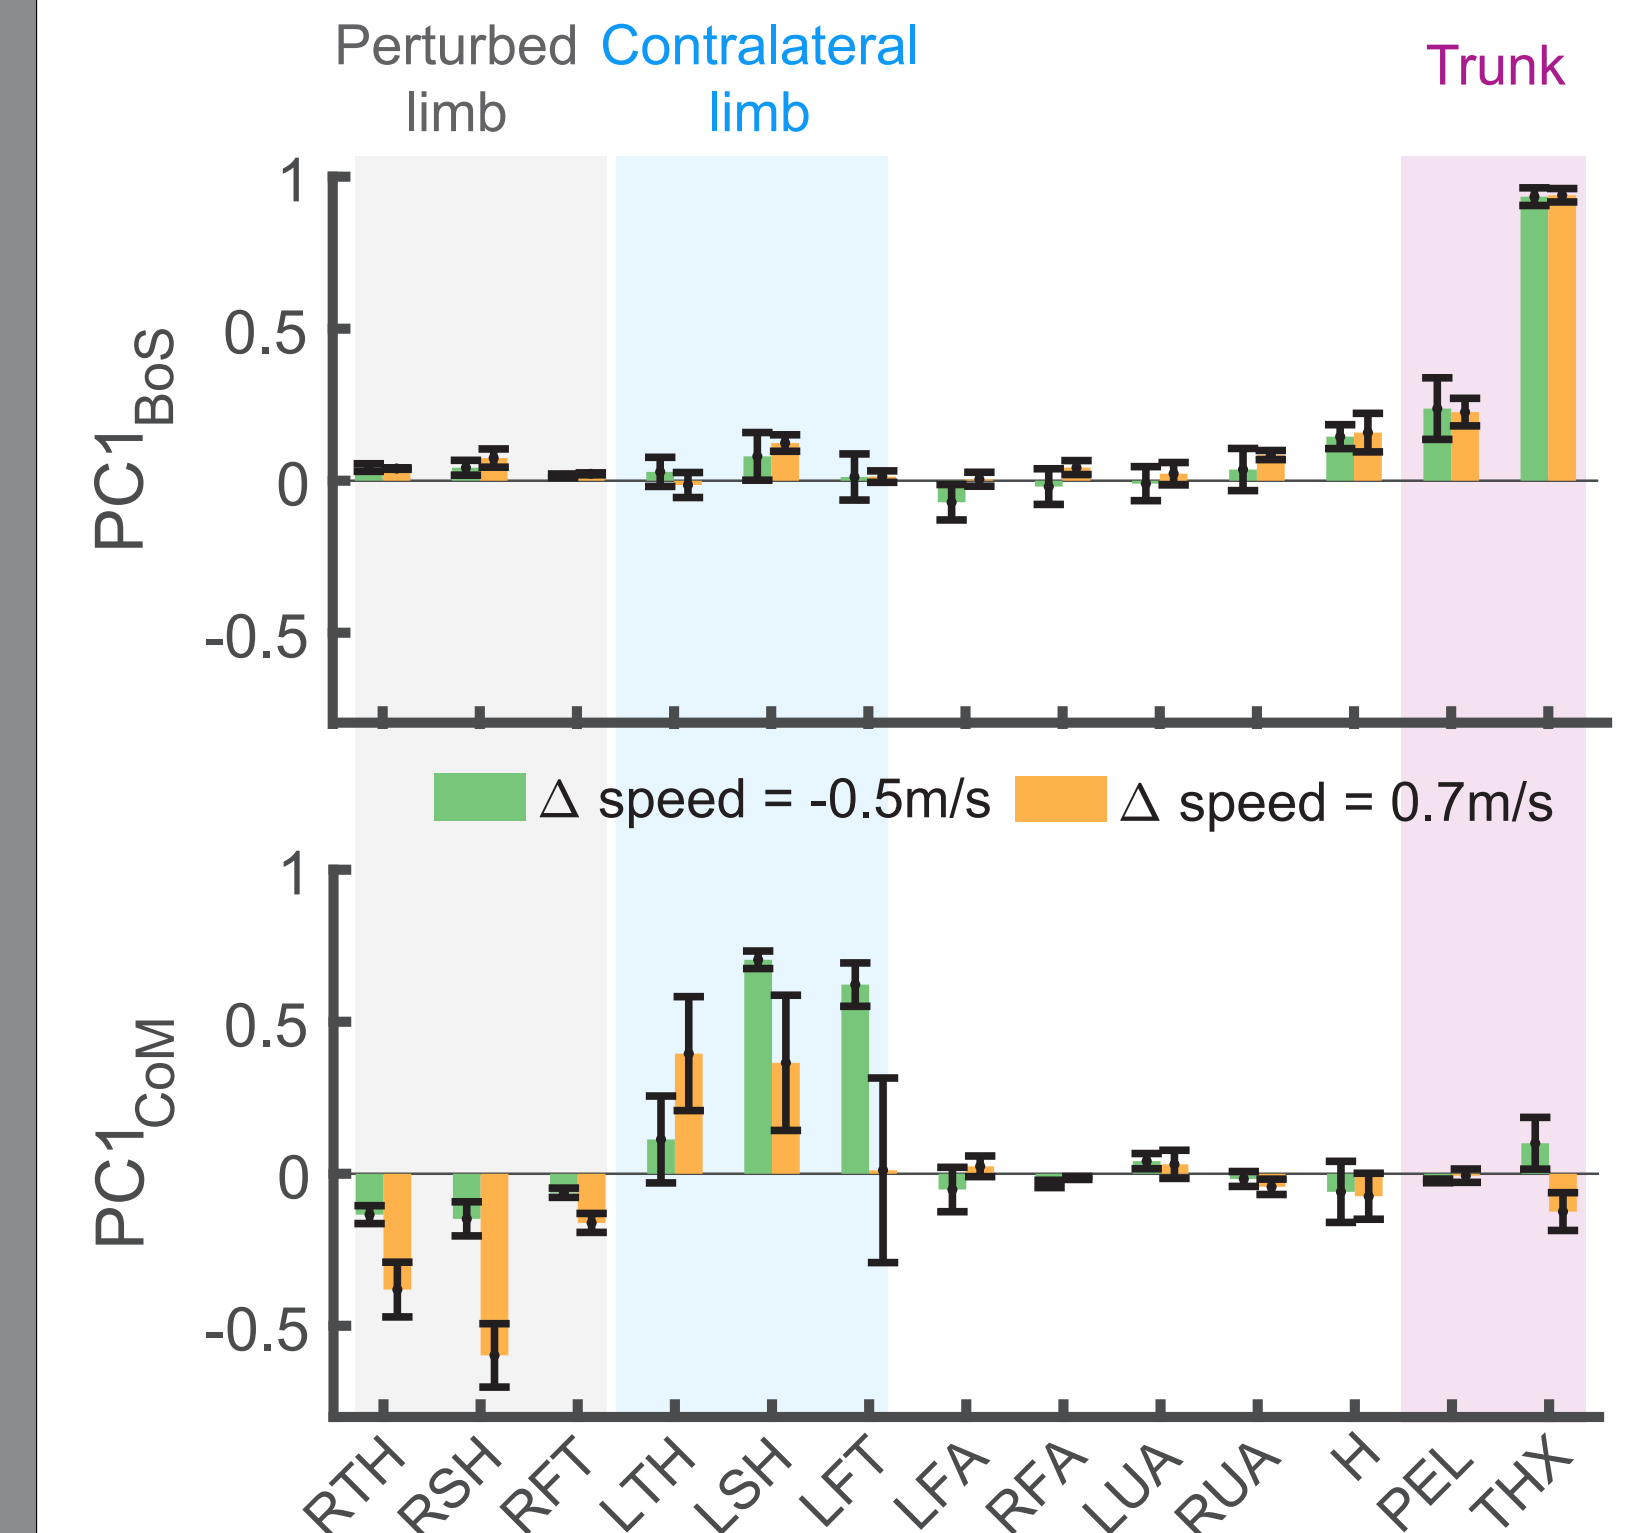 Perturbed limb
Contralateral limb
Trunk
PC1BoS
1
0.5
0
-0.5
Δ speed = -0.5m/s
Δ speed = 0.7m/s
PC1CoM
1
0.5
0
-0.5
RTH
RSH
RFT
LTH
LSH
LFT
LFA
RFA
LUA
RUA
H
PEL
THX